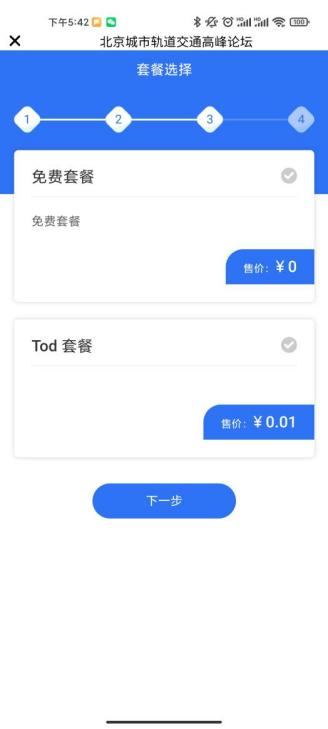 下午5:42
100
北京城市轨道交通高峰论坛
套餐选择
1 2 3 4
免费套餐
免费套餐
售价：￥0
Tod 套餐
售价：￥0.01
下一步